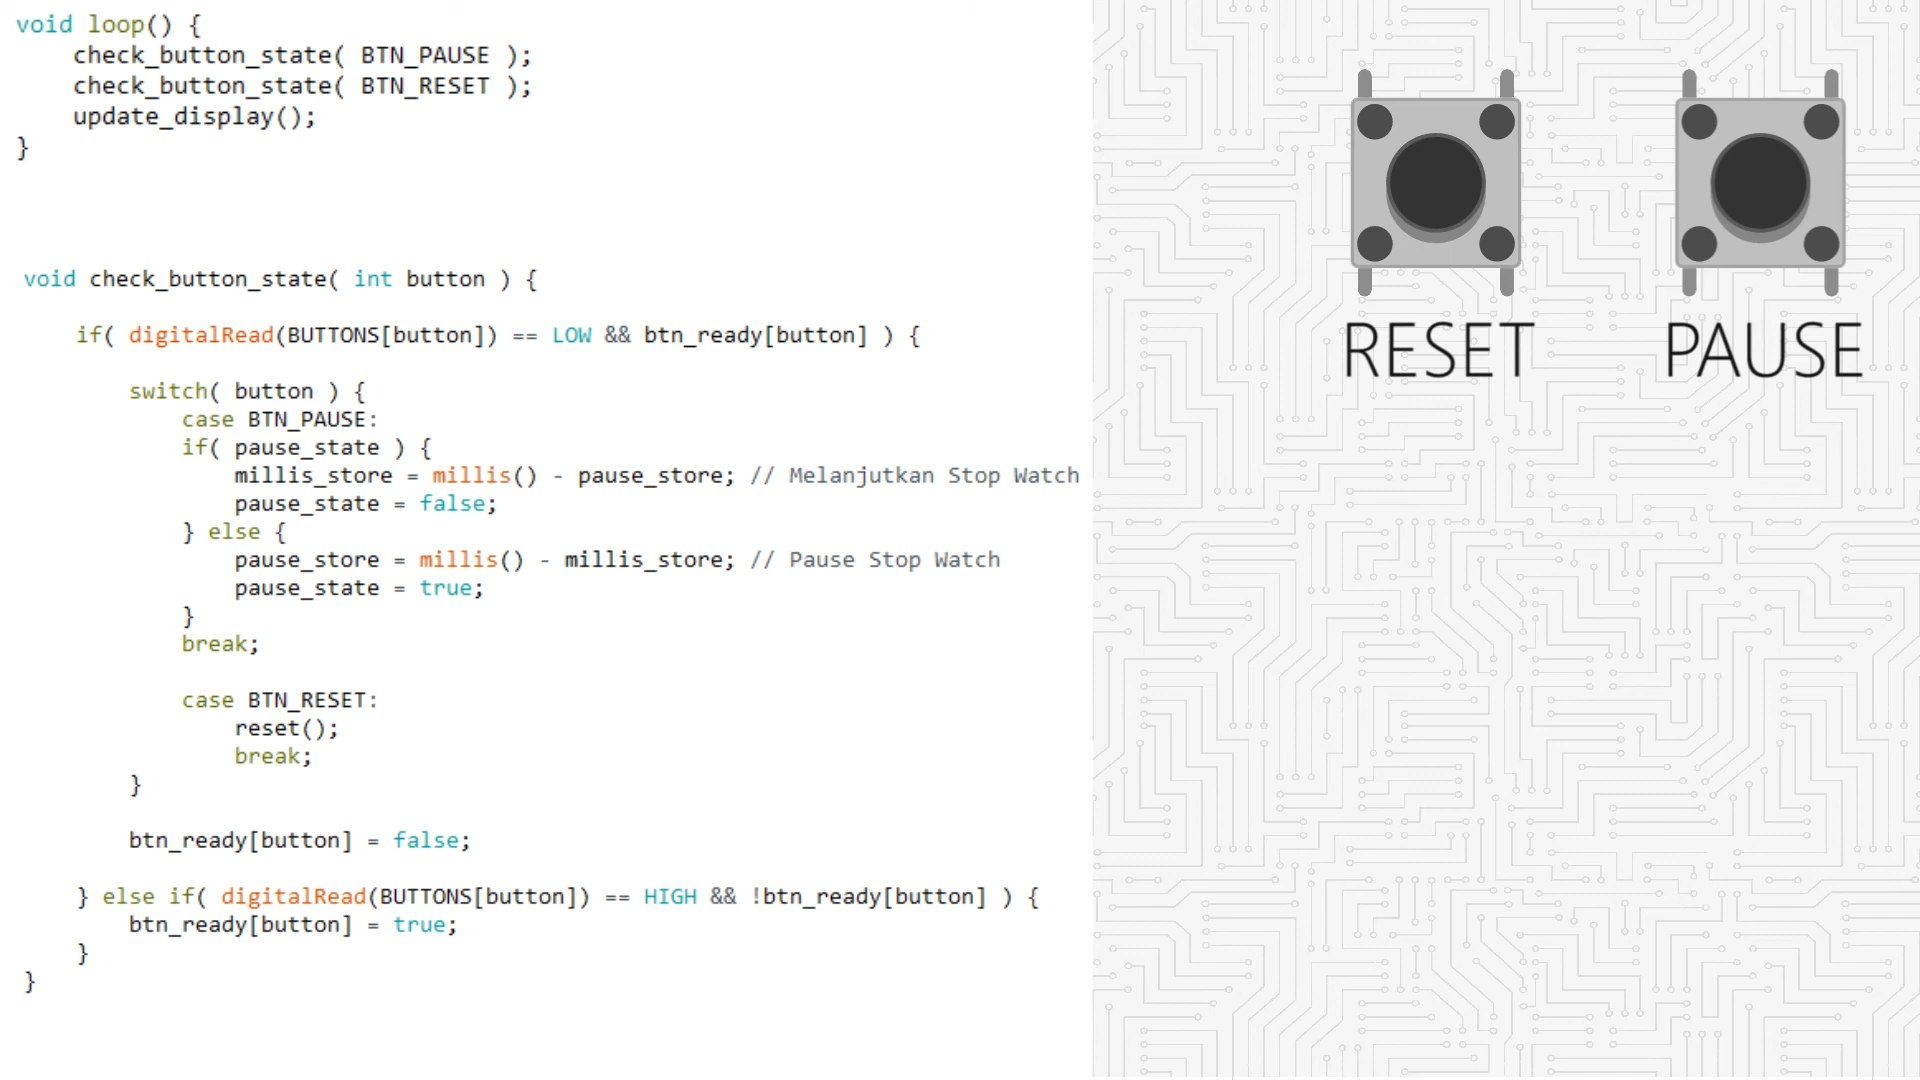 void loop() {
    check_button_state( BTN_PAUSE );
    check_button_state( BTN_RESET );
    update_display();
}
void check_button_state( int button ) {
    if( digitalRead(BUTTONS[button]) == LOW && btn_ready[button] ) {
        switch( button ) {
            case BTN_PAUSE:
            if( pause_state ) {
                millis_store = millis() - pause_store; // Melanjutkan Stop Watch
                pause_state = false;
            } else {
                pause_store = millis() - millis_store; // Pause Stop Watch
                pause_state = true;
            }
            break;
            case BTN_RESET:
                reset();
                break;
        }
        btn_ready[button] = false;
    } else if( digitalRead(BUTTONS[button]) == HIGH && !btn_ready[button] ) {
        btn_ready[button] = true;
    }
}
RESET
PAUSE